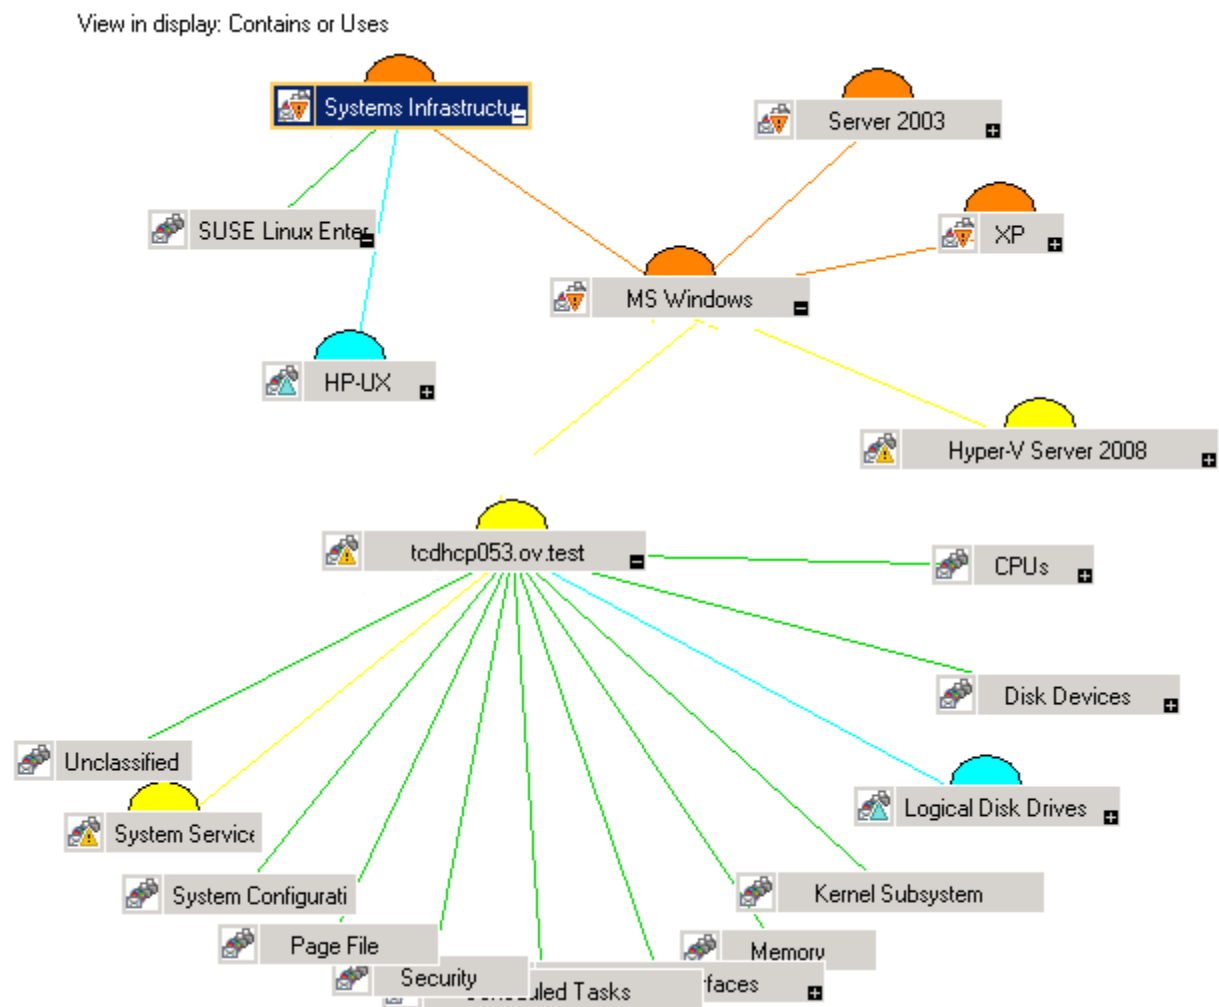 View in display: Contains or Uses
Systems Infrastructur
Server 2003
SUSE Linux Enter
XP
MS Windows
HP-UX
Hyper-V Server 2008
tcdhcp053.ov.test
CPUs
Disk Devices
Unclassified
Logical Disk Drives
System Service
System Configurati
Kernel Subsystem
Page File
Memory
Security
rfaces
Tasks